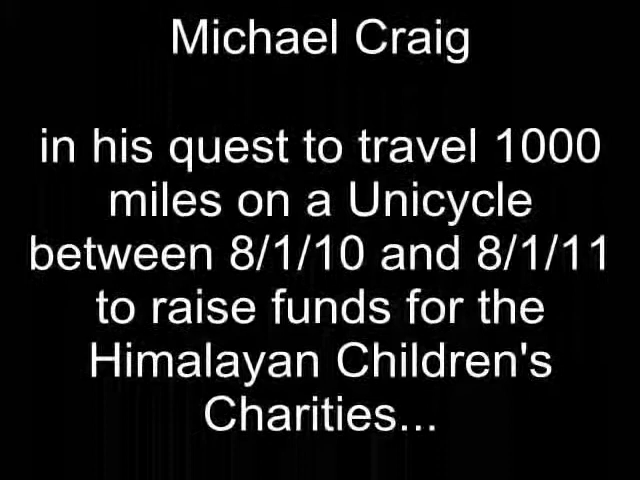 Michael Craig
in his quest to travel 1000
miles on a Unicycle
between 8/1/10 and 8/1/11
to raise funds for the
Himalayan Children's
Charities...